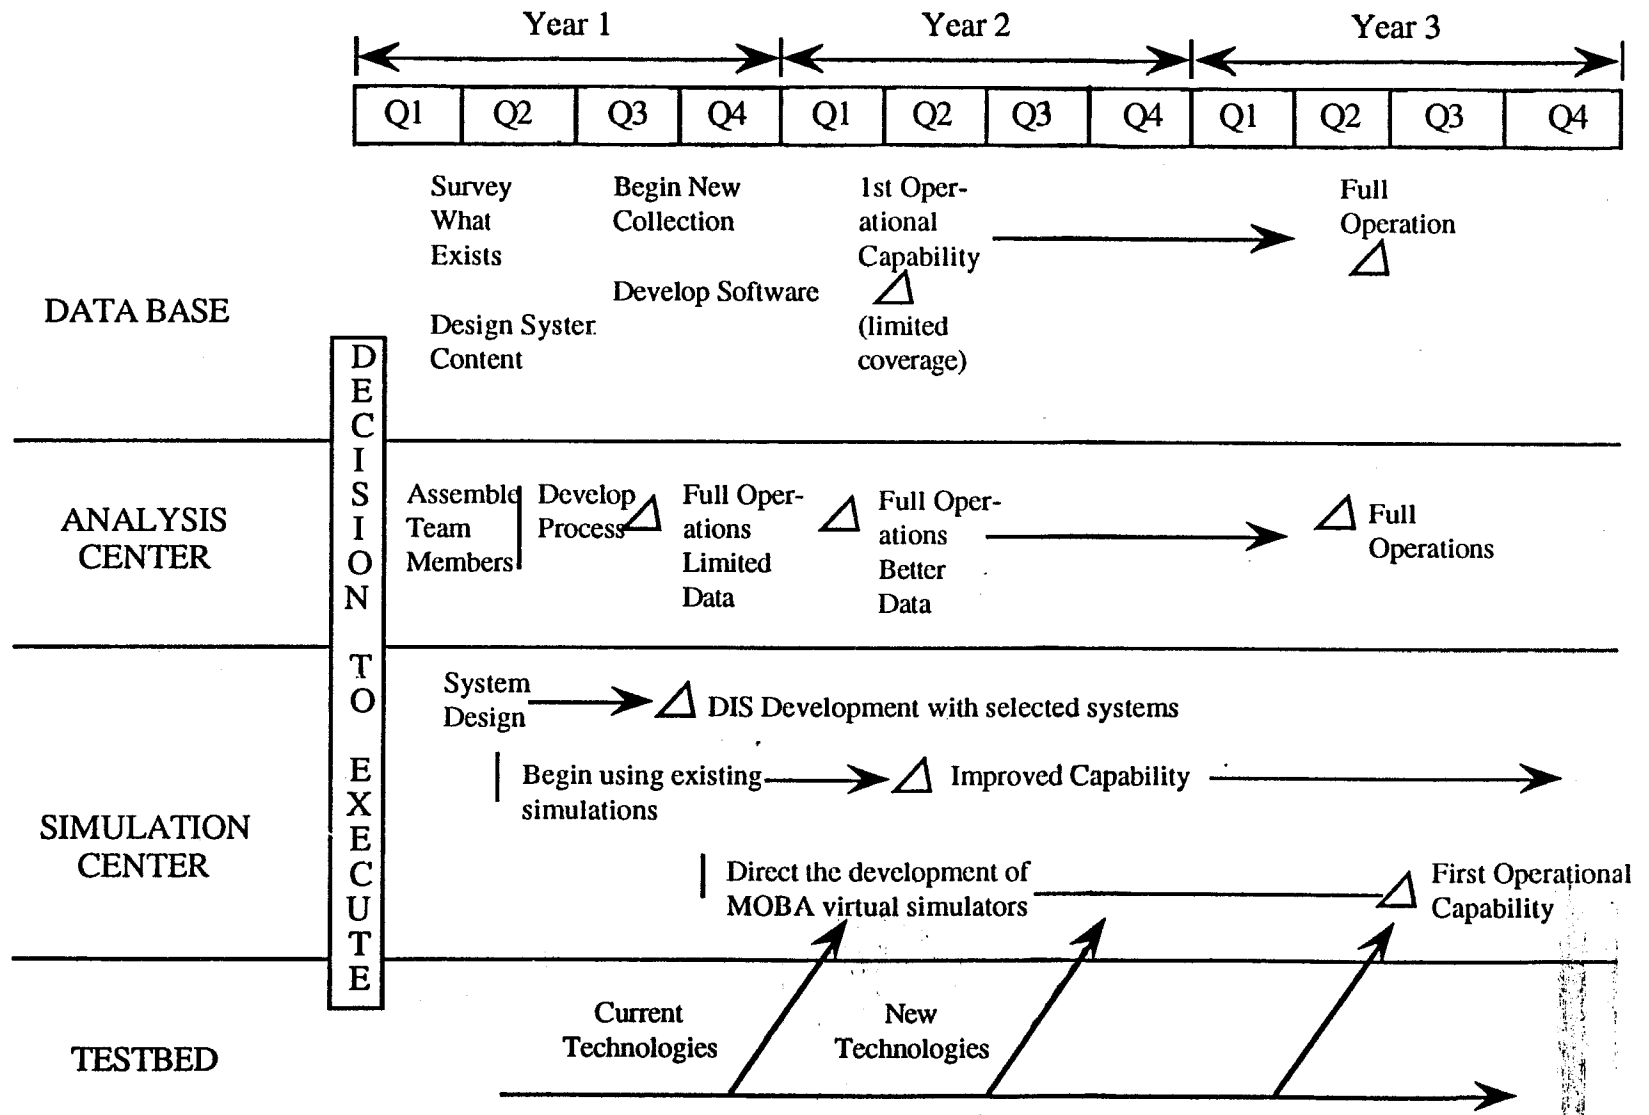 Year 1
Year 2
Year 3
Q1 Q2 Q3 Q4 Q1 Q2 Q3 Q4 Q1 Q2 Q3 Q4
DATA BASE
Survey
What
Exists
Design System
Content
Begin New
Collection
Develop Software
1st Oper-
ational
Capability
(limited
coverage)
Full
Operation
DECISION TO EXECUTE
ANALYSIS
CENTER
Assemble
Team
Members
Develop
Process
Full Oper-
ations
Limited
Data
Full Oper-
ations
Better
Data
Full
Operations
SIMULATION
CENTER
System
Design
DIS Development with selected systems
Begin using existing
simulations
Improved Capability
Direct the development of
MOBA virtual simulators
First Operational
Capability
TESTBED
Current
Technologies
New
Technologies